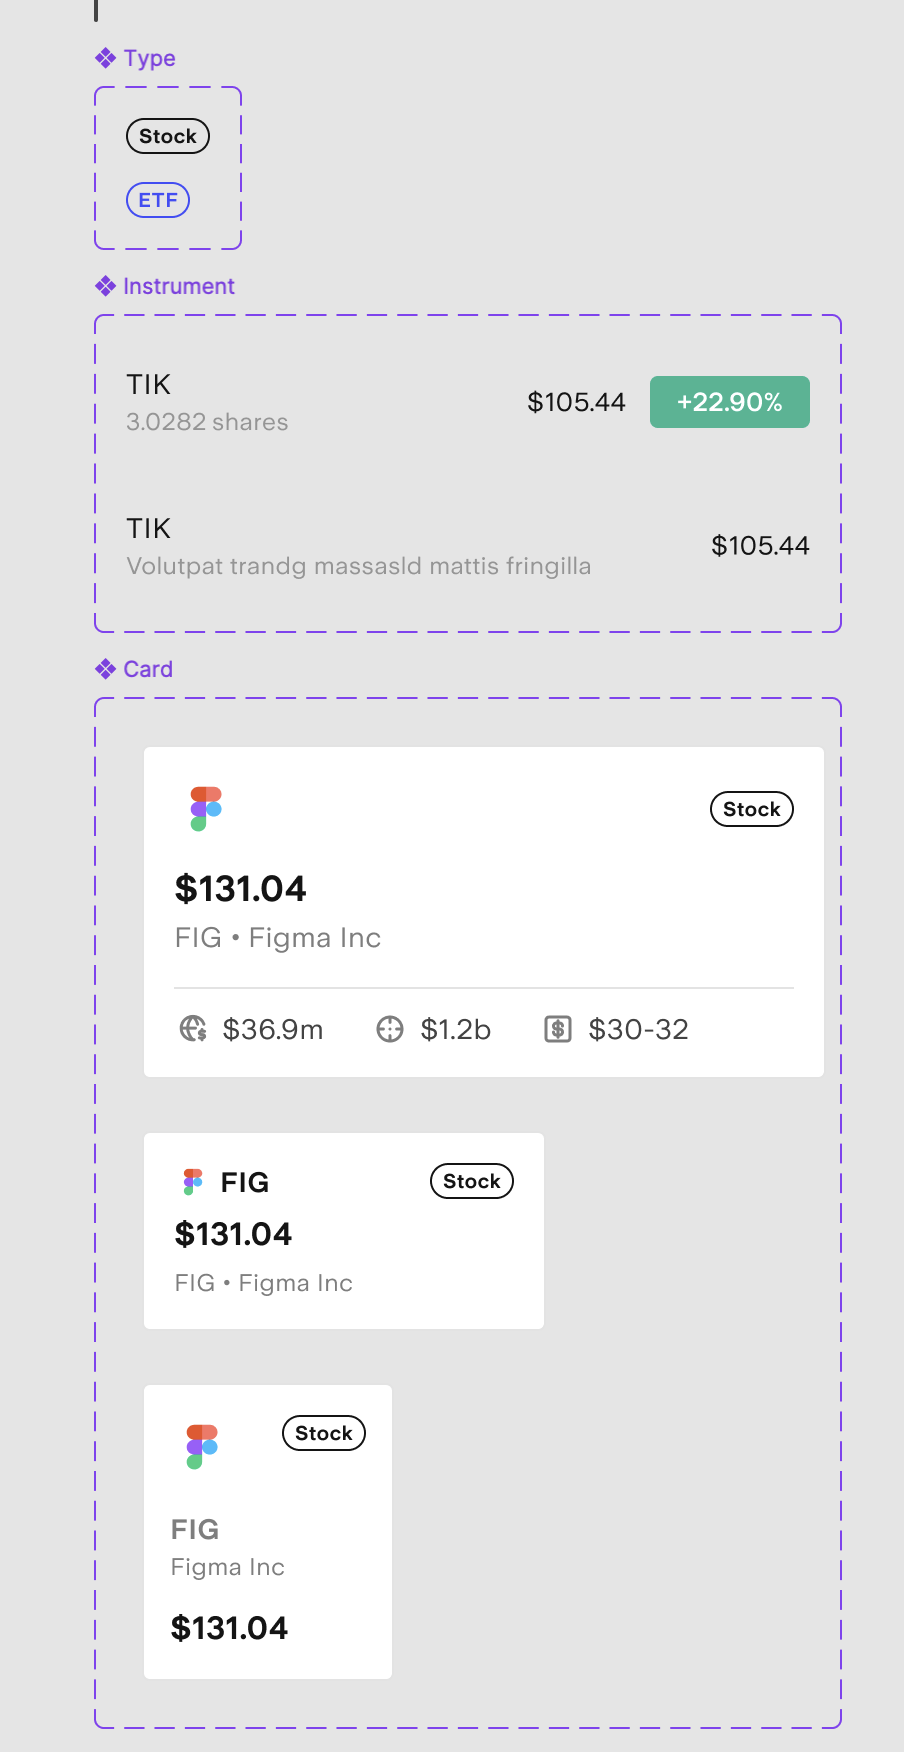 Type
Stock
ETF
Instrument
TIK
3.0282 shares
$105.44
+22.90%
TIK
Volutpat trandg massasld mattis fringilla
$105.44
Card
Stock
$131.04
FIG • Figma Inc
$36.9m
$1.2b
$30-32
FIG
Stock
$131.04
FIG • Figma Inc
Stock
FIG
Figma Inc
$131.04